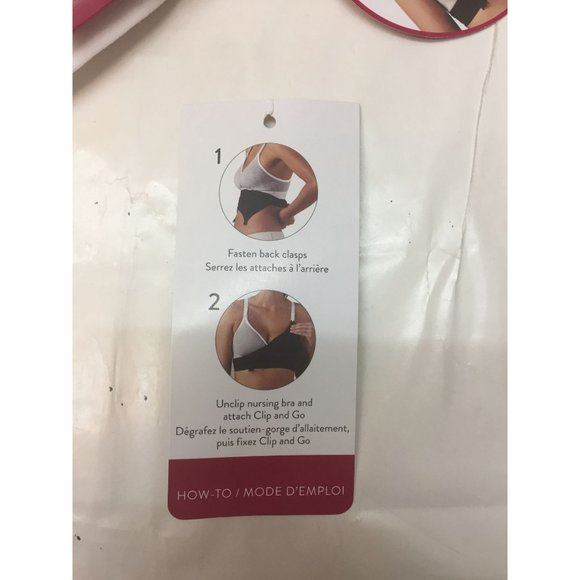 1
Fasten back clasps
Serrez les attaches à l'arrière
2
Unclip nursing bra and
attach Clip and Go
Dégrafez le soutien-gorge d'allaitement,
puis fixez Clip and Go
HOW-TO / MODE D'EMPLOI